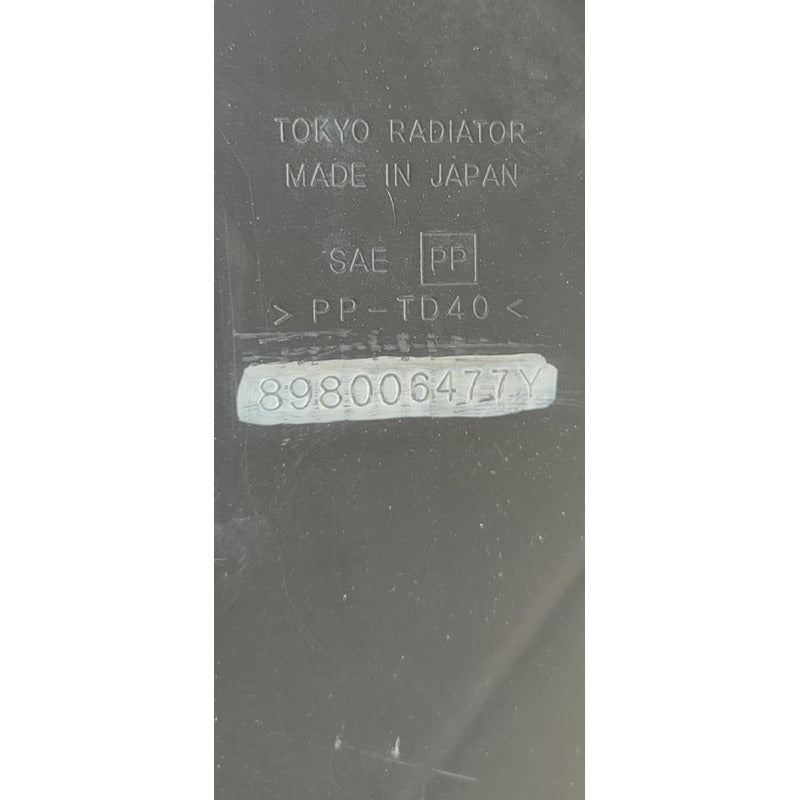 TOKYO RADIATOR
MADE IN JAPAN
SAE PP
>PP-TD40<
898006477Y